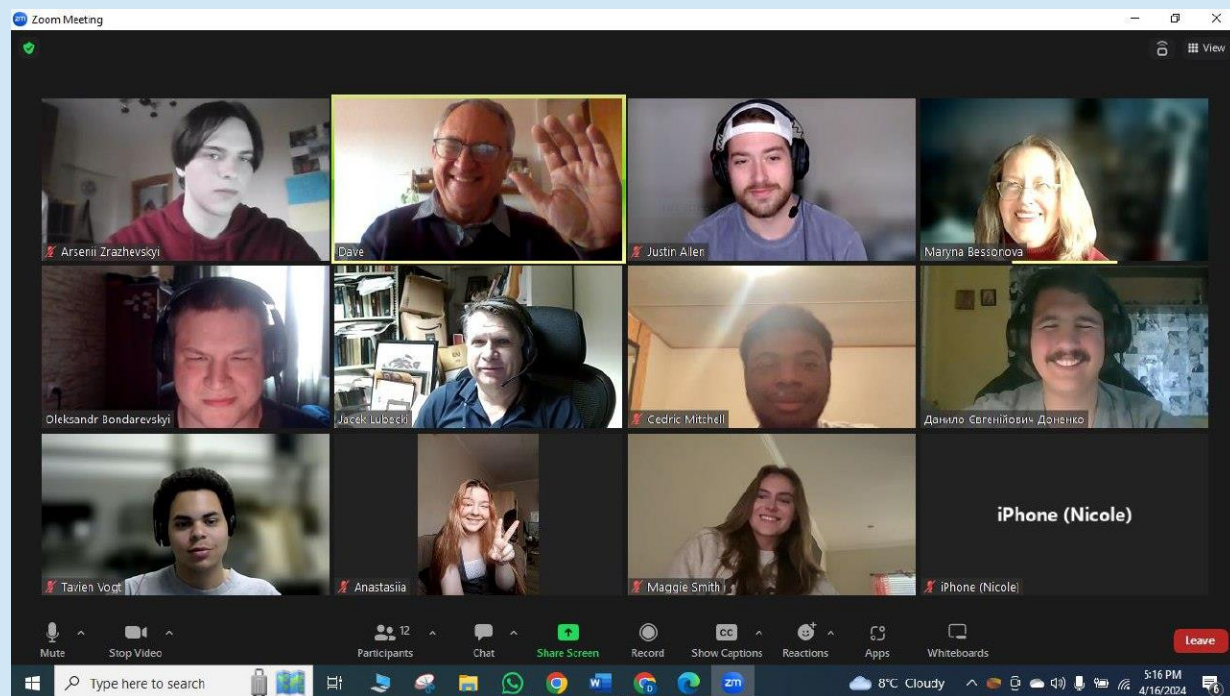 zm Zoom Meeting
View
Arsenii Zrazhevskyi
Dave
Justin Allen
Maryna Bessonova
Oleksandr Bondarevskyi
Jacek Lubecki
Cedric Mitchell
Данило Євгенійович Доненко
Tavien Vogt
Anastasiia
Maggie Smith
iPhone (Nicole)
iPhone (Nicole)
Mute
Stop Video
12
Participants
Chat
Share Screen
Record
CC
Show Captions
Reactions
Apps
Whiteboards
Leave
Type here to search
zm
8°C Cloudy
5:16 PM
4/16/2024